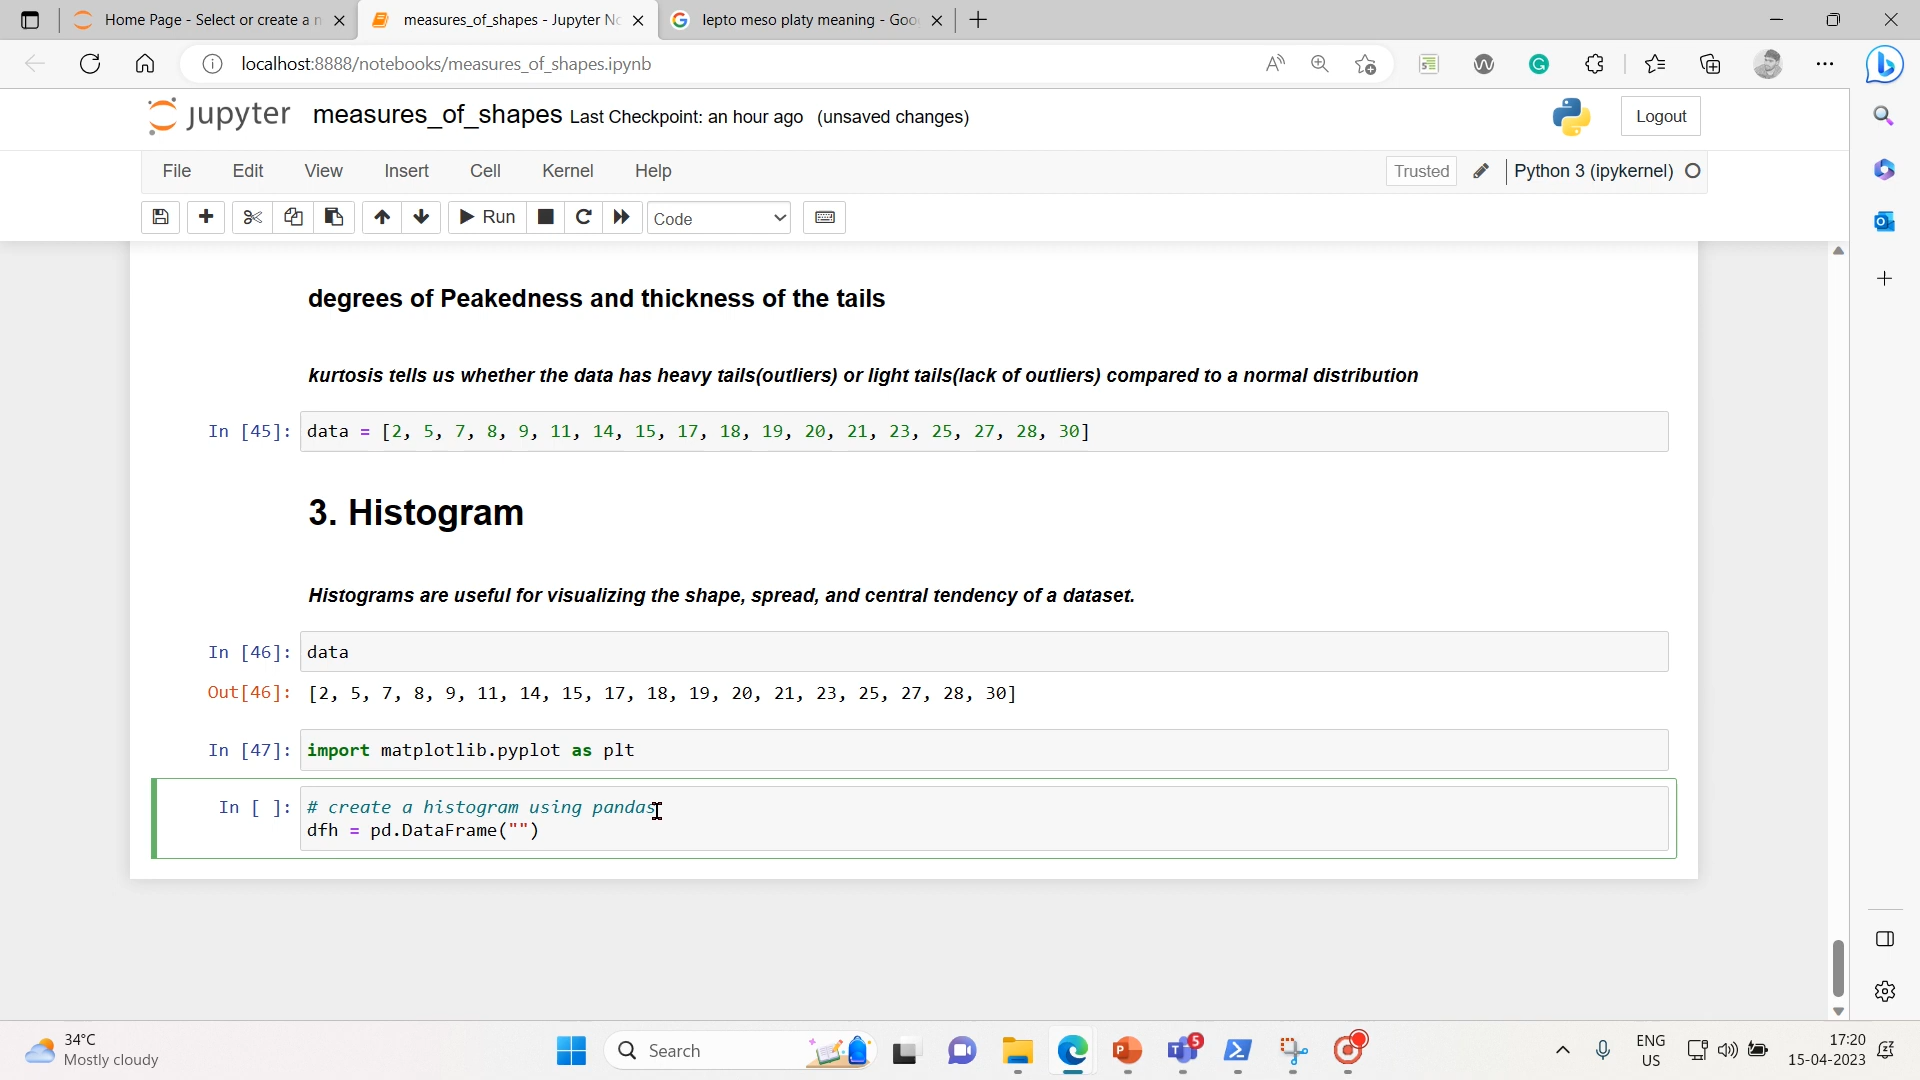 Home Page - Select or create a n
measures_of_shapes - Jupyter No
lepto meso platy meaning - Goo
localhost:8888/notebooks/measures_of_shapes.ipynb
jupyter measures_of_shapes Last Checkpoint: an hour ago (unsaved changes)
Logout
File Edit View Insert Cell Kernel Help
Trusted
Python 3 (ipykernel)
Run
Code
degrees of Peakedness and thickness of the tails
kurtosis tells us whether the data has heavy tails(outliers) or light tails(lack of outliers) compared to a normal distribution
In [45]: data = [2, 5, 7, 8, 9, 11, 14, 15, 17, 18, 19, 20, 21, 23, 25, 27, 28, 30]
3. Histogram
Histograms are useful for visualizing the shape, spread, and central tendency of a dataset.
In [46]: data
Out[46]: [2, 5, 7, 8, 9, 11, 14, 15, 17, 18, 19, 20, 21, 23, 25, 27, 28, 30]
In [47]: import matplotlib.pyplot as plt
In [ ]: # create a histogram using pandas
dfh = pd.DataFrame("")
34°C
Mostly cloudy
Search
5
ENG
US
17:20
15-04-2023